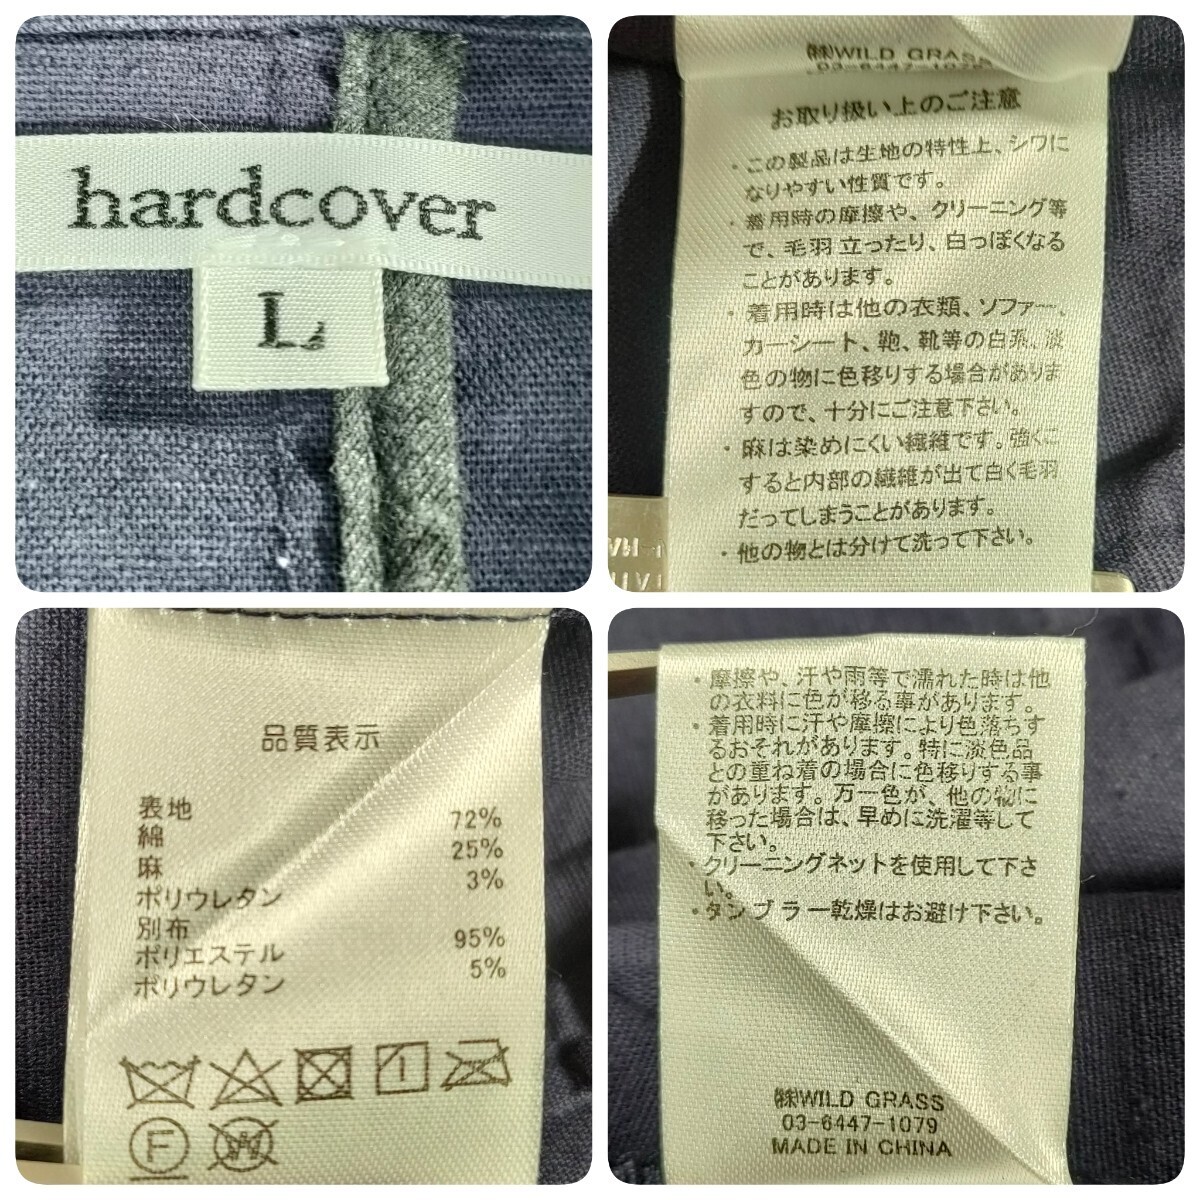 hardcover
L
㈱WILD GRASS
03-6447-1079
お取り扱い上のご注意
・この製品は生地の特性上、シワに
なりやすい性質です。
・着用時の摩擦や、クリーニング等
で、毛羽立ったり、白っぽくなる
ことがあります。
・着用時は他の衣類、ソファー、
カーシート、鞄、靴等の白系、淡
色の物に色移りする場合がありま
すので、十分にご注意下さい。
・麻は染めにくい繊維です。強くこ
すると内部の繊維が出て白く毛羽
だってしまうことがあります。
・他の物とは分けて洗って下さい。
品質表示
表地
綿 72%
麻 25%
ポリウレタン 3%
別布
ポリエステル 95%
ポリウレタン 5%
F
W
・摩擦や、汗や雨等で濡れた時は他
の衣料に色が移る事があります。
・着用時に汗や摩擦により色落ちす
るおそれがあります。特に淡色品
との重ね着の場合に色移りする事
があります。万一色が、他の物に
移った場合は、早めに洗濯等して
下さい。
・クリーニングネットを使用して下さ
い。
・タンブラー乾燥はお避け下さい。
㈱WILD GRASS
03-6447-1079
MADE IN CHINA